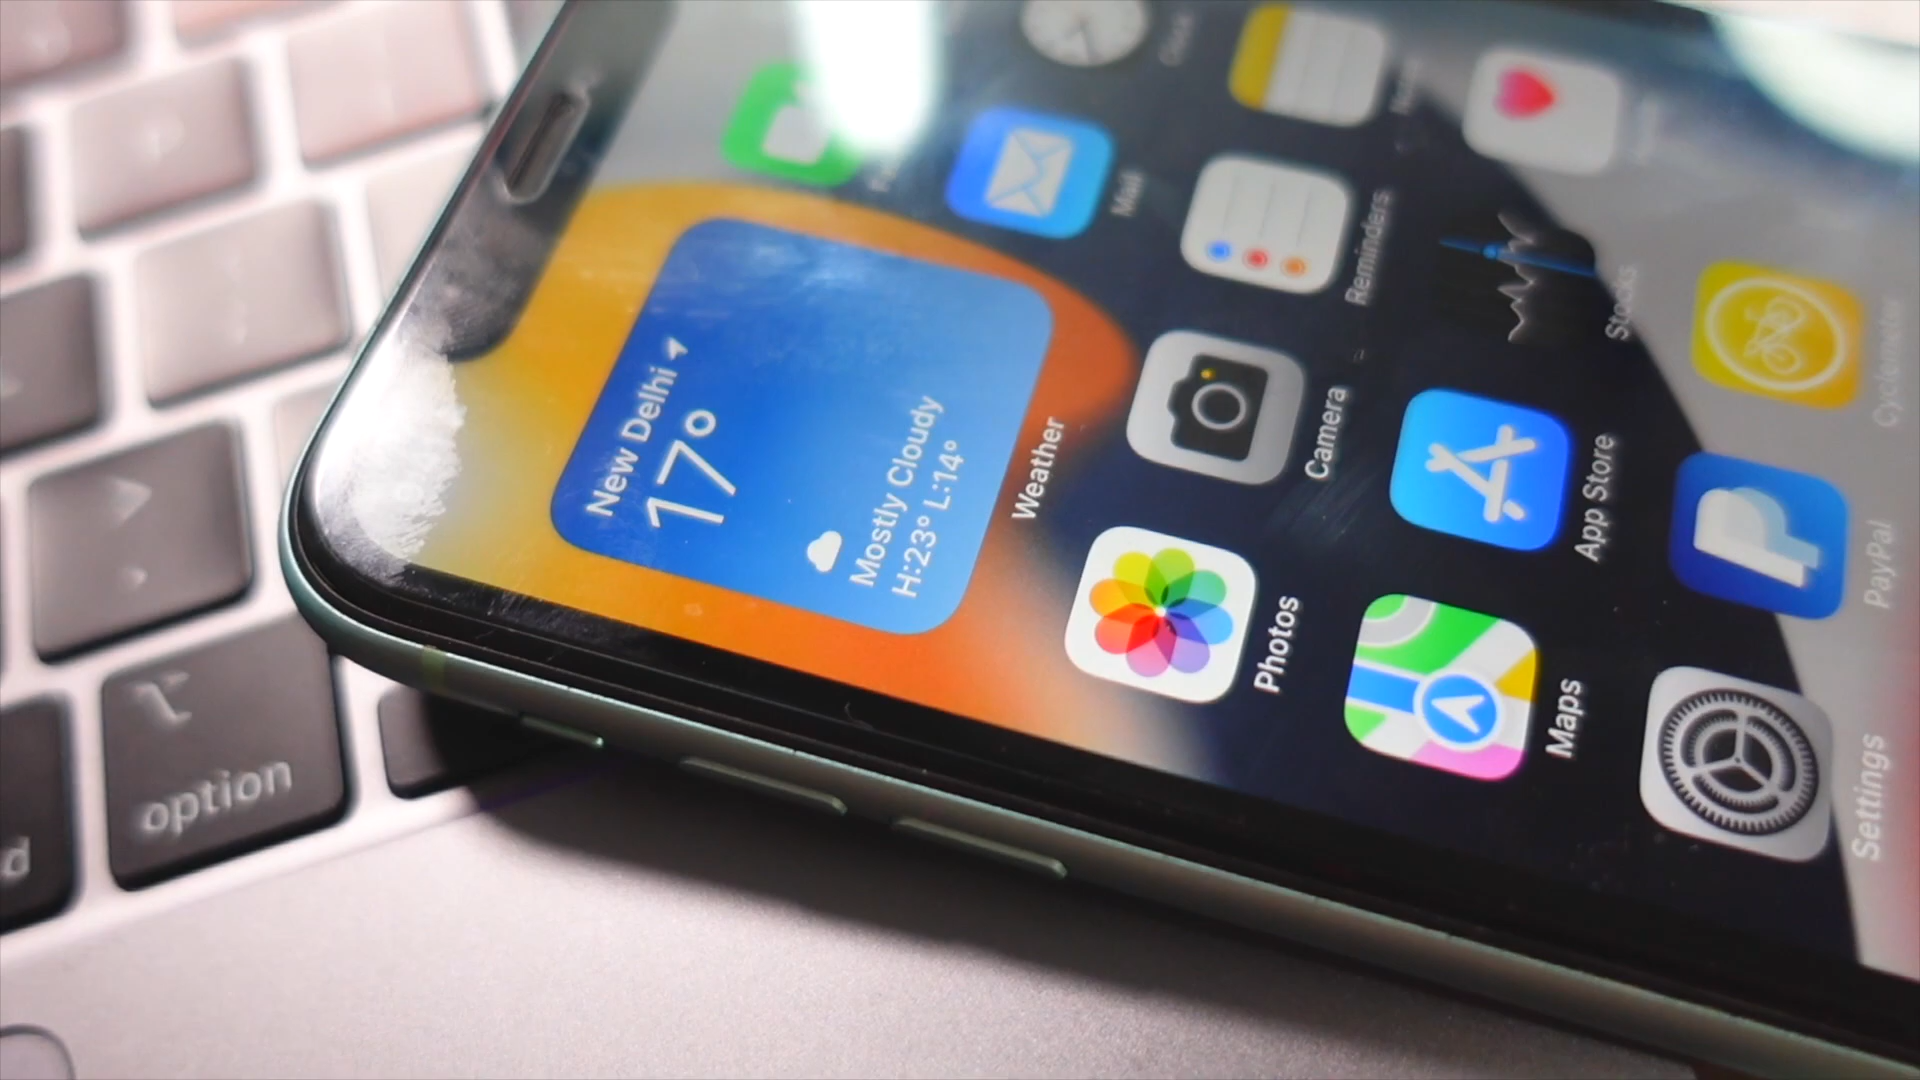 New Delhi
17°
Mostly Cloudy
H:23° L:14°
Weather
Mail
Clock
Reminders
Camera
Photos
Stocks
App Store
Maps
Cyclemeter
PayPal
Settings
option
d